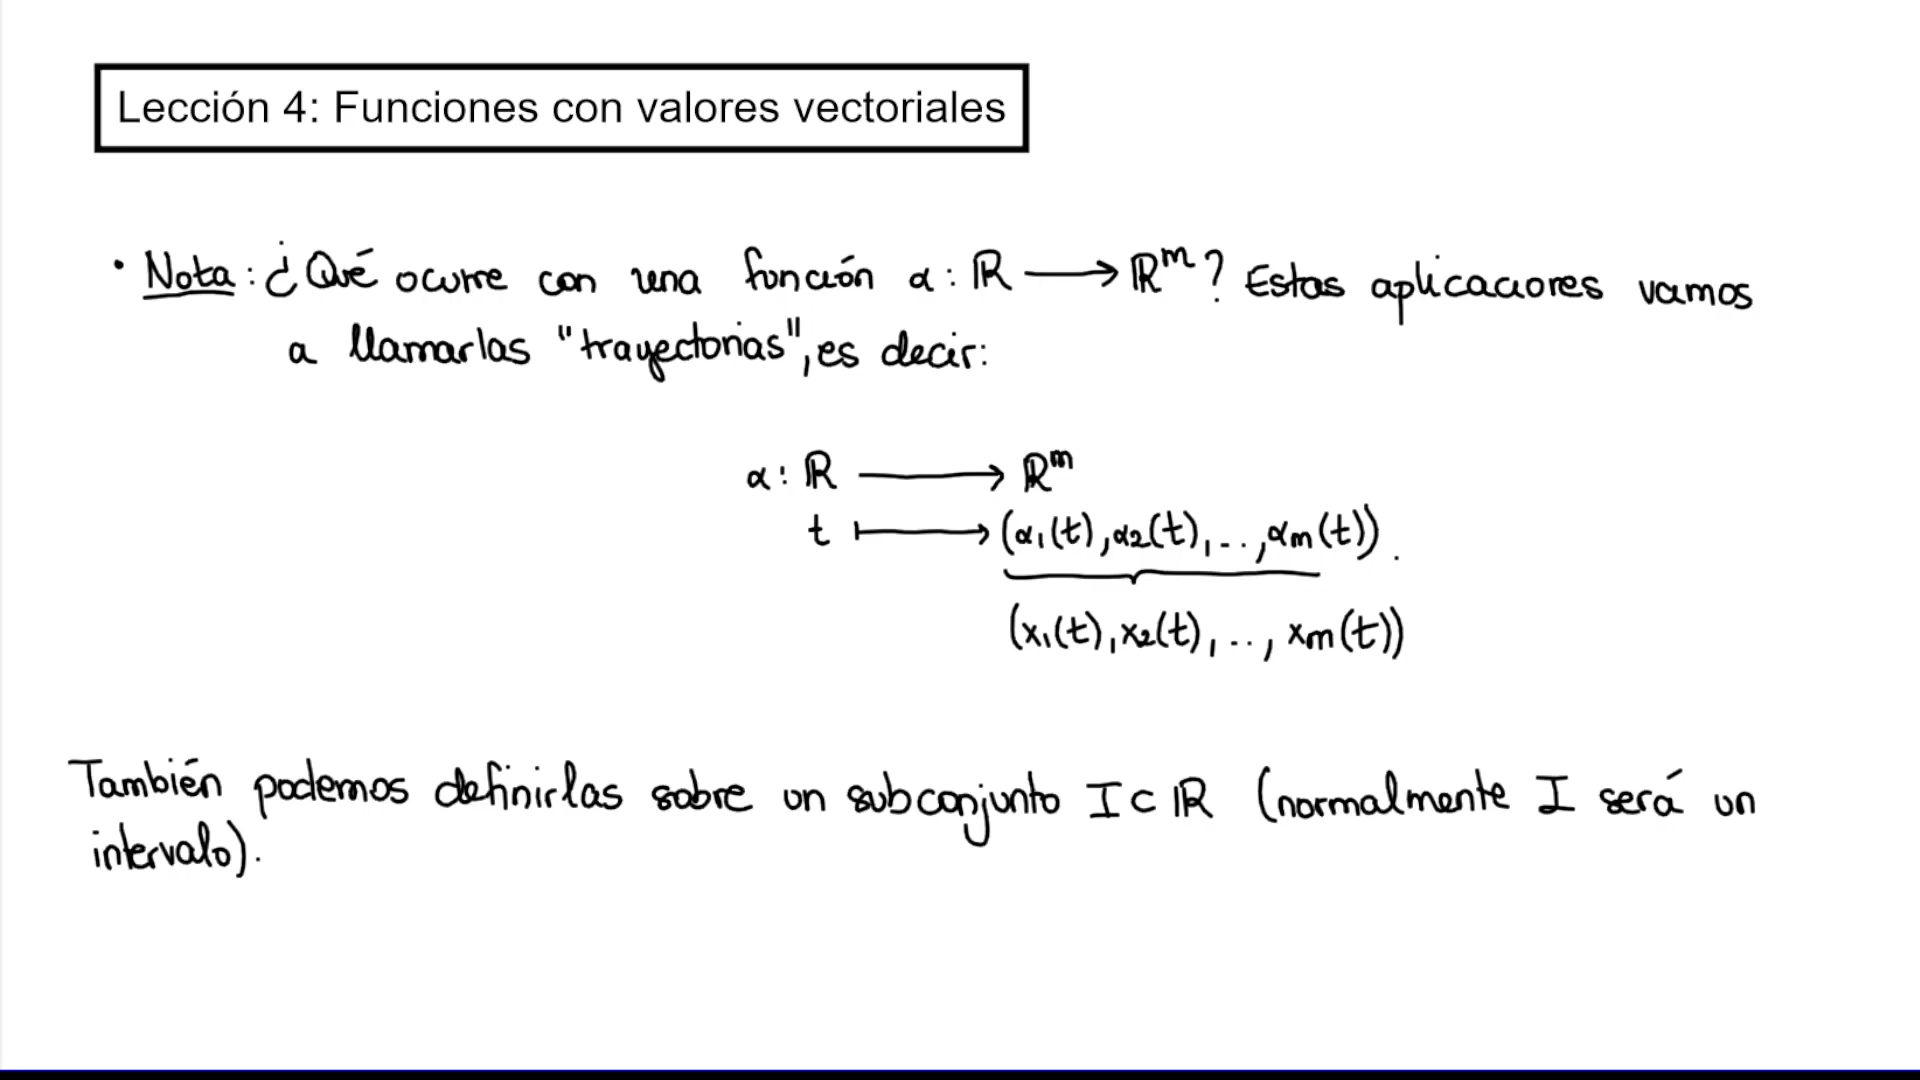 Lección 4: Funciones con valores vectoriales
· Nota: ¿Qué ocurre con una función α: ℝ ⟶ ℝᵐ? Estas aplicaciones vamos
a llamarlas "trayectorias", es decir:
α: ℝ ⟶ ℝᵐ
t ⟼ (α₁(t), α₂(t), ..., αₘ(t)).
(x₁(t), x₂(t), ..., xₘ(t))
También podemos definirlas sobre un subconjunto I ⊂ ℝ (normalmente I será un
intervalo).